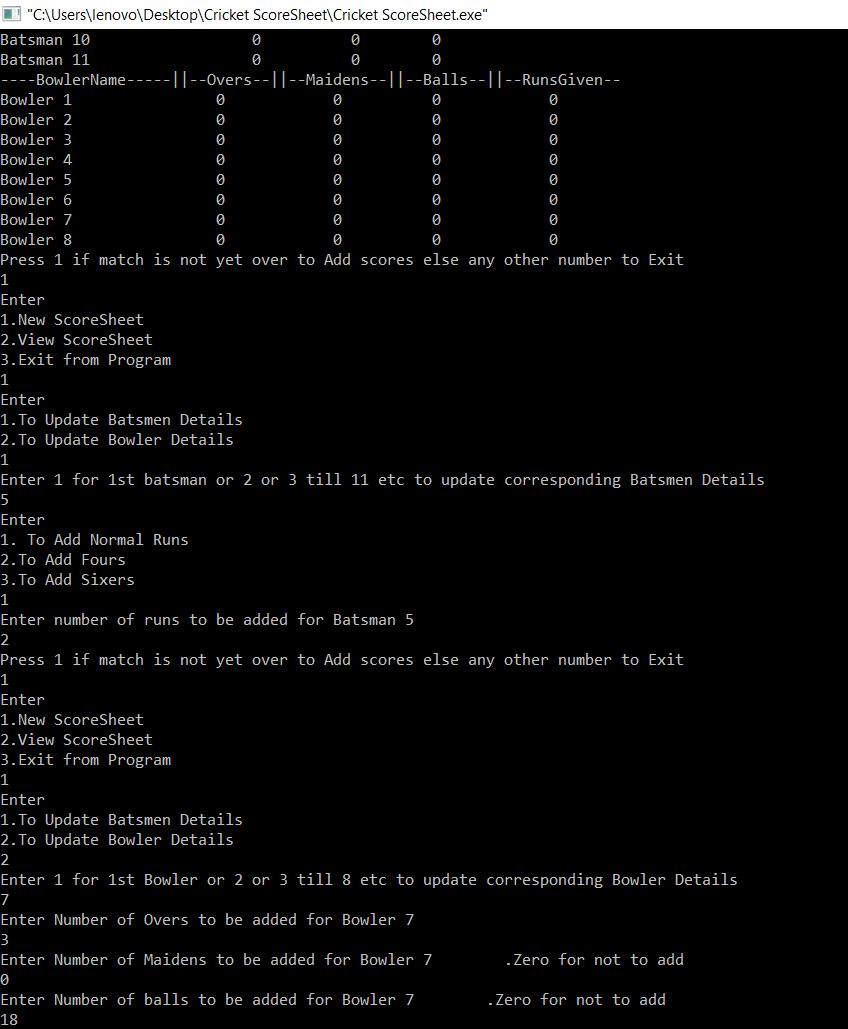 "C:\Users\lenovo\Desktop\Cricket ScoreSheet\Cricket ScoreSheet.exe"
Batsman 10                  0          0        0
Batsman 11                  0          0        0
----BowlerName-----||--Overs--||--Maidens--||--Balls--||--RunsGiven--
Bowler 1                0            0          0            0
Bowler 2                0            0          0            0
Bowler 3                0            0          0            0
Bowler 4                0            0          0            0
Bowler 5                0            0          0            0
Bowler 6                0            0          0            0
Bowler 7                0            0          0            0
Bowler 8                0            0          0            0
Press 1 if match is not yet over to Add scores else any other number to Exit
1
Enter
1.New ScoreSheet
2.View ScoreSheet
3.Exit from Program
1
Enter
1.To Update Batsmen Details
2.To Update Bowler Details
1
Enter 1 for 1st batsman or 2 or 3 till 11 etc to update corresponding Batsmen Details
5
Enter
1. To Add Normal Runs
2.To Add Fours
3.To Add Sixers
1
Enter number of runs to be added for Batsman 5
2
Press 1 if match is not yet over to Add scores else any other number to Exit
1
Enter
1.New ScoreSheet
2.View ScoreSheet
3.Exit from Program
1
Enter
1.To Update Batsmen Details
2.To Update Bowler Details
2
Enter 1 for 1st Bowler or 2 or 3 till 8 etc to update corresponding Bowler Details
7
Enter Number of Overs to be added for Bowler 7
3
Enter Number of Maidens to be added for Bowler 7        .Zero for not to add
0
Enter Number of balls to be added for Bowler 7        .Zero for not to add
18